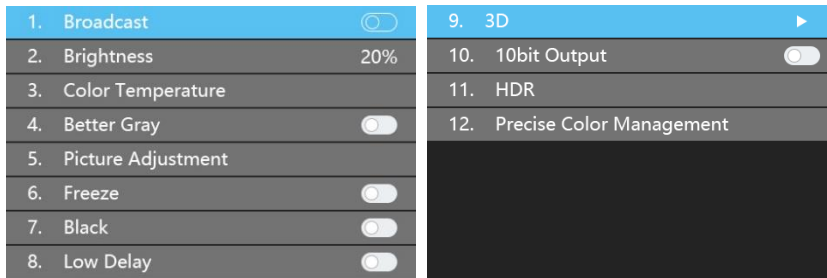 1. Broadcast
2. Brightness 20%
3. Color Temperature
4. Better Gray
5. Picture Adjustment
6. Freeze
7. Black
8. Low Delay
9. 3D
10. 10bit Output
11. HDR
12. Precise Color Management